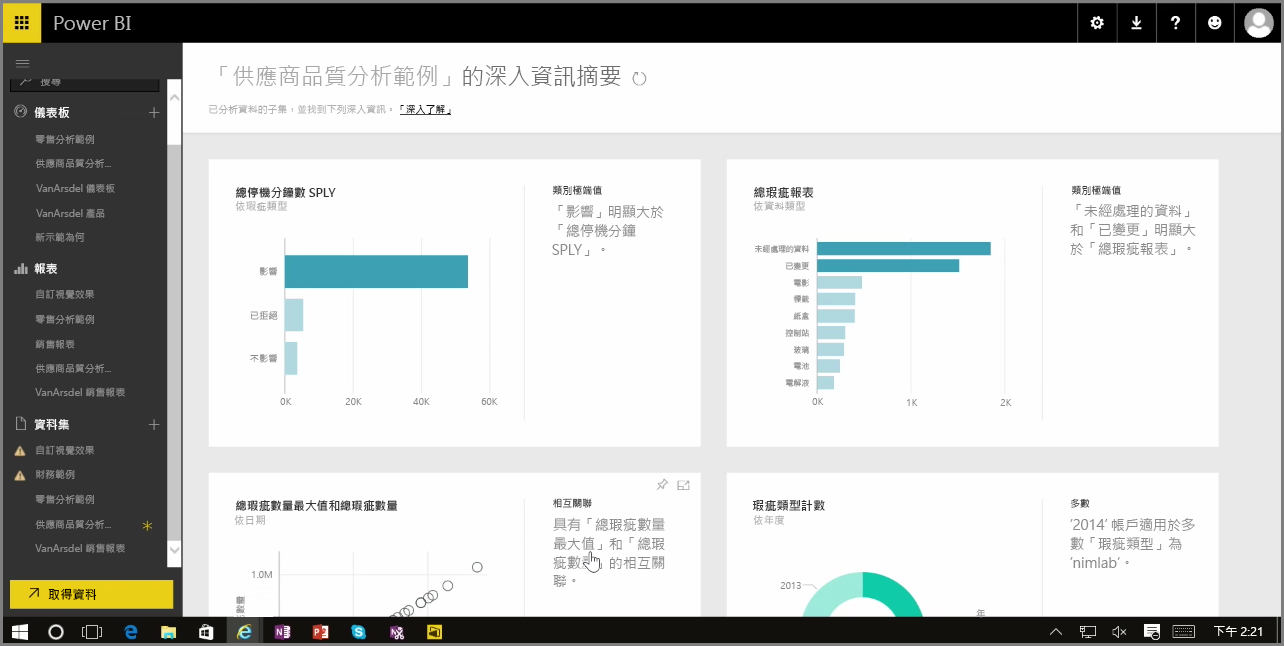 Power BI
搜尋
儀表板
零售分析範例
供應商品質分析...
VanArsdel 儀表板
VanArsdel 產品
新示範為何
報表
自訂視覺效果
零售分析範例
銷售報表
供應商品質分析...
VanArsdel 銷售報表
資料集
自訂視覺效果
財務範例
零售分析範例
供應商品質分析...
VanArsdel 銷售報表
取得資料
「供應商品質分析範例」的深入資訊摘要
已分析資料的子集，並找到下列深入資訊。「深入了解」
總停機分鐘數 SPLY
依瑕疵類型
影響
已拒絕
不影響
0K 20K 40K 60K
類別極端值
「影響」明顯大於
「總停機分鐘
SPLY」。
總瑕疵報表
依資料類型
未經處理的資料
已變更
電影
標籤
紙盒
控制站
玻璃
電池
電解液
0K 1K 2K
類別極端值
「未經處理的資料」
和「已變更」明顯大
於「總瑕疵報表」。
總瑕疵數量最大值和總瑕疵數量
依日期
1.0M
相互關聯
具有「總瑕疵數量
最大值」和「總瑕
疵數量」的相互關
聯。
瑕疵類型計數
依年度
2013
年
多數
'2014' 帳戶適用於多
數「瑕疵類型」為
'nimlab'。
下午 2:21